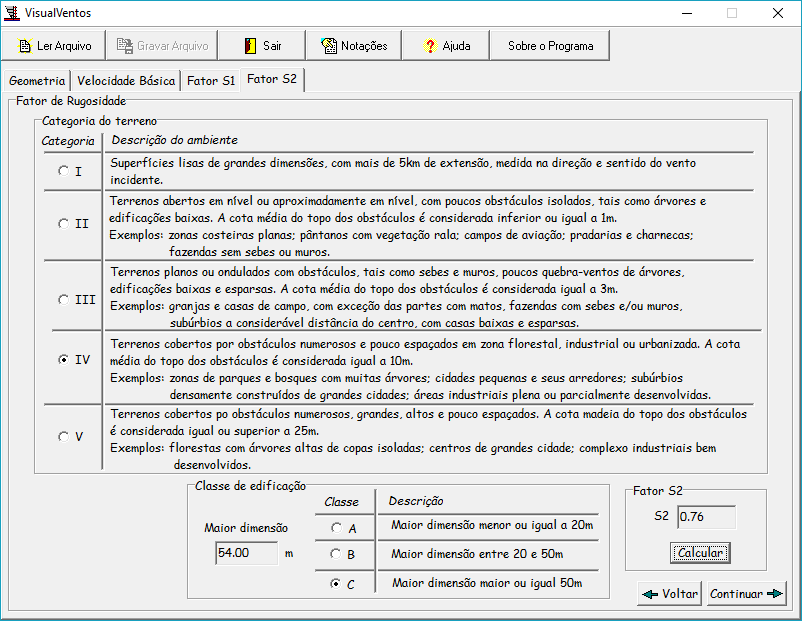 VisualVentos
Ler Arquivo
Gravar Arquivo
Sair
Notações
Ajuda
Sobre o Programa
Geometria
Velocidade Básica
Fator S1
Fator S2
Fator de Rugosidade
Categoria do terreno
Categoria
Descrição do ambiente
I
Superfícies lisas de grandes dimensões, com mais de 5km de extensão, medida na direção e sentido do vento
incidente.
II
Terrenos abertos em nível ou aproximadamente em nível, com poucos obstáculos isolados, tais como árvores e
edificações baixas. A cota média do topo dos obstáculos é considerada inferior ou igual a 1m.
Exemplos: zonas costeiras planas; pântanos com vegetação rala; campos de aviação; pradarias e charnecas;
fazendas sem sebes ou muros.
III
Terrenos planos ou ondulados com obstáculos, tais como sebes e muros, poucos quebra-ventos de árvores,
edificações baixas e esparsas. A cota média do topo dos obstáculos é considerada igual a 3m.
Exemplos: granjas e casas de campo, com exceção das partes com matos, fazendas com sebes e/ou muros,
subúrbios a considerável distância do centro, com casas baixas e esparsas.
IV
Terrenos cobertos por obstáculos numerosos e pouco espaçados em zona florestal, industrial ou urbanizada. A cota
média do topo dos obstáculos é considerada igual a 10m.
Exemplos: zonas de parques e bosques com muitas árvores; cidades pequenas e seus arredores; subúrbios
densamente construídos de grandes cidades; áreas industriais plena ou parcialmente desenvolvidas.
V
Terrenos cobertos po obstáculos numerosos, grandes, altos e pouco espaçados. A cota madeia do topo dos obstáculos
é considerada igual ou superior a 25m.
Exemplos: florestas com árvores altas de copas isoladas; centros de grandes cidade; complexo industriais bem
desenvolvidos.
Classe de edificação
Maior dimensão
54.00 m
Classe
Descrição
A
Maior dimensão menor ou igual a 20m
B
Maior dimensão entre 20 e 50m
C
Maior dimensão maior ou igual 50m
Fator S2
S2 0.76
Calcular
Voltar
Continuar